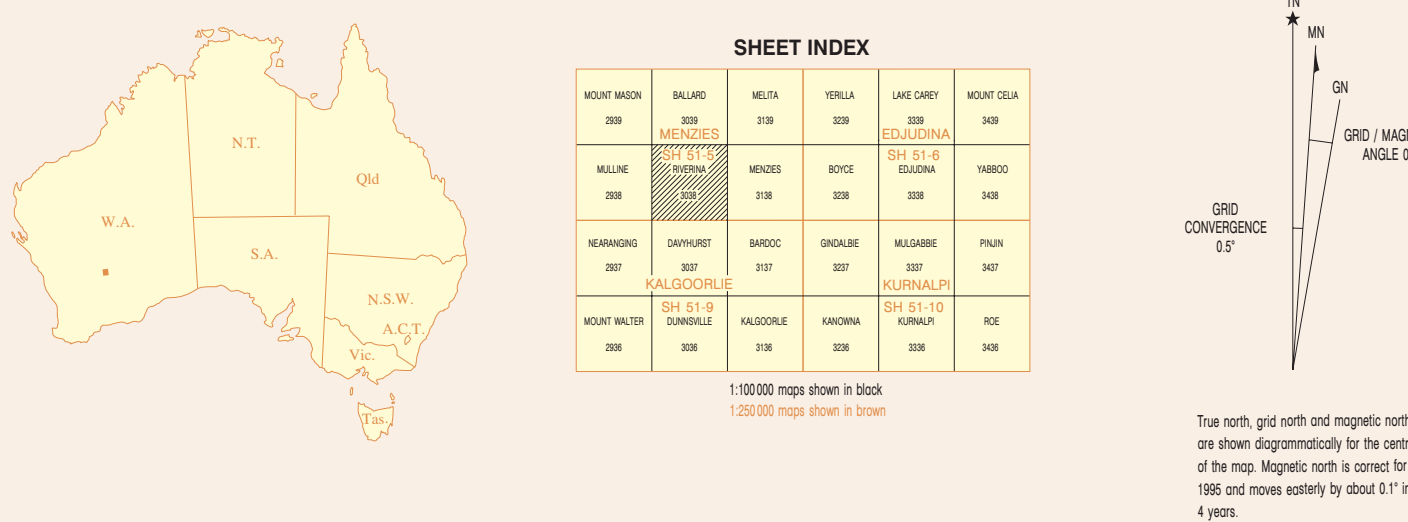 N.T.
Qld
W.A.
S.A.
N.S.W.
A.C.T.
Vic.
Tas.
SHEET INDEX
MOUNT MASON BALLARD MELITA YERILLA LAKE CAREY MOUNT CELIA
2939 3039 3139 3239 3339 3439
MENZIES EDJUDINA
SH 51-5 SH 51-6
MULLINE RIVERINA MENZIES BOYCE EDJUDINA YABBOO
2938 3038 3138 3238 3338 3438
NEARANGING DAVYHURST BARDOC GINDALBIE MULGABBIE PINJIN
2937 3037 3137 3237 3337 3437
KALGOORLIE KURNALPI
SH 51-9 SH 51-10
MOUNT WALTER DUNNSVILLE KALGOORLIE KANOWNA KURNALPI ROE
2936 3036 3136 3236 3336 3436
1:100 000 maps shown in black
1:250 000 maps shown in brown
TN
MN
GN
GRID / MAG
ANGLE 0
GRID
CONVERGENCE
0.5°
True north, grid north and magnetic north
are shown diagrammatically for the centr
of the map. Magnetic north is correct for
1995 and moves easterly by about 0.1° in
4 years.